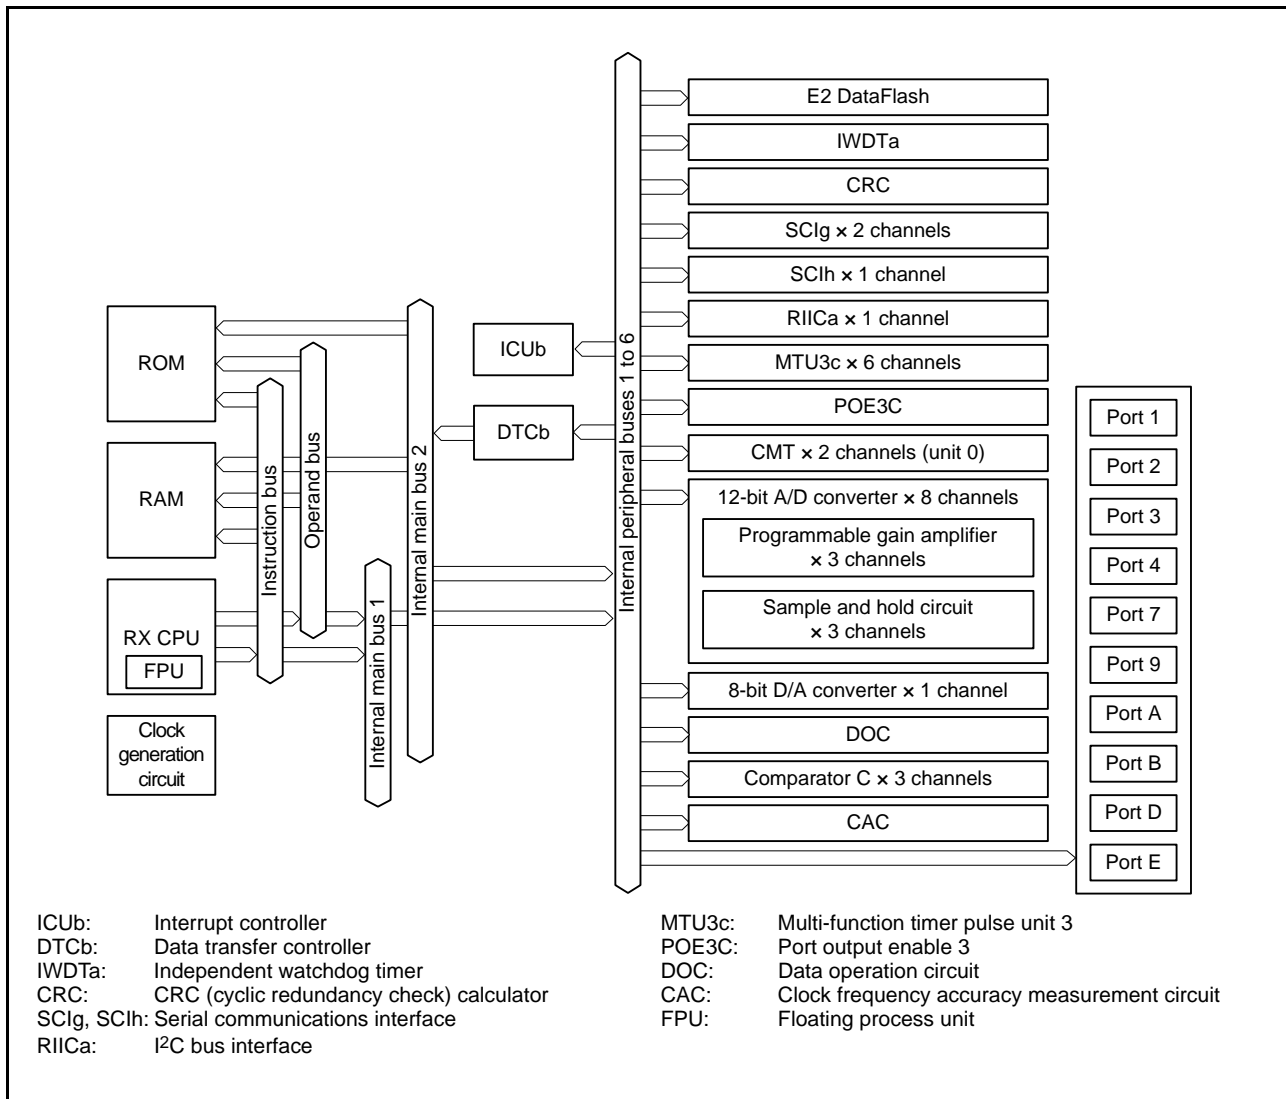 E2 DataFlash
IWDTa
CRC
SCIg × 2 channels
SCIh × 1 channel
RIICa × 1 channel
MTU3c × 6 channels
POE3C
CMT × 2 channels (unit 0)
12-bit A/D converter × 8 channels
Programmable gain amplifier
× 3 channels
Sample and hold circuit
× 3 channels
8-bit D/A converter × 1 channel
DOC
Comparator C × 3 channels
CAC
ROM
RAM
RX CPU
FPU
Clock
generation
circuit
Instruction bus
Operand bus
Internal main bus 1
Internal main bus 2
ICUb
DTCb
Internal peripheral buses 1 to 6
Port 1
Port 2
Port 3
Port 4
Port 7
Port 9
Port A
Port B
Port D
Port E
ICUb: Interrupt controller
DTCb: Data transfer controller
IWDTa: Independent watchdog timer
CRC: CRC (cyclic redundancy check) calculator
SCIg, SCIh: Serial communications interface
RIICa: I²C bus interface
MTU3c: Multi-function timer pulse unit 3
POE3C: Port output enable 3
DOC: Data operation circuit
CAC: Clock frequency accuracy measurement circuit
FPU: Floating process unit